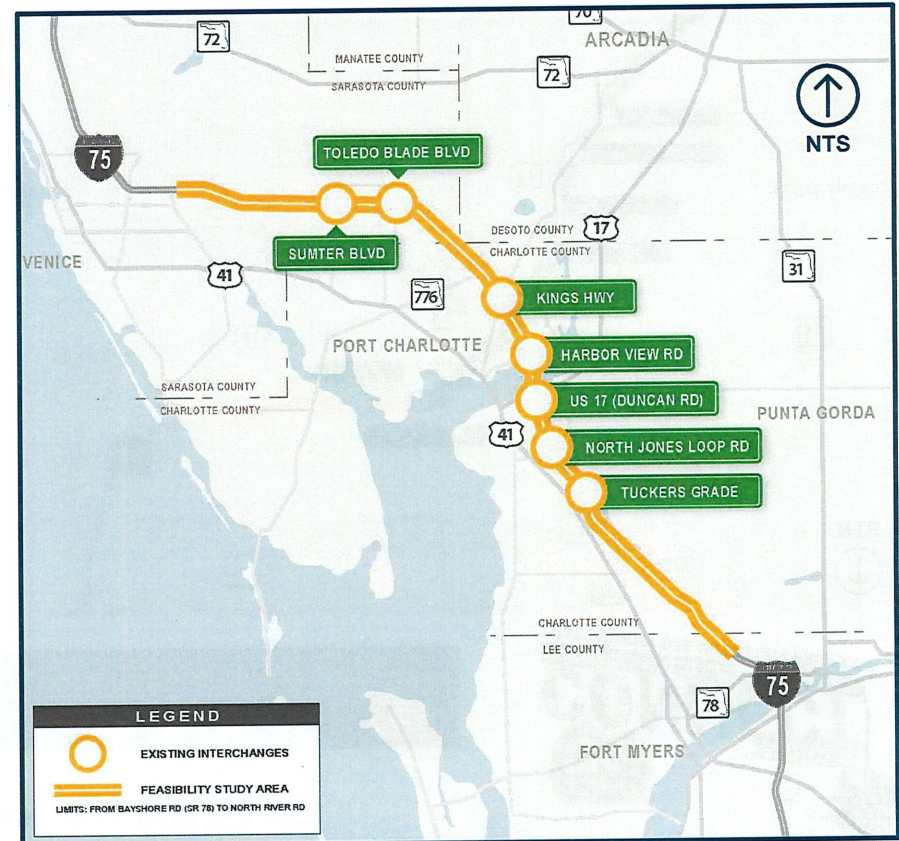 70
72
ARCADIA
MANATEE COUNTY
72
SARASOTA COUNTY
NTS
75
TOLEDO BLADE BLVD
DESOTO COUNTY
17
CHARLOTTE COUNTY
SUMTER BLVD
VENICE
41
31
776
KINGS HWY
PORT CHARLOTTE
HARBOR VIEW RD
SARASOTA COUNTY
CHARLOTTE COUNTY
US 17 (DUNCAN RD)
PUNTA GORDA
41
NORTH JONES LOOP RD
TUCKERS GRADE
CHARLOTTE COUNTY
LEE COUNTY
75
78
FORT MYERS
LEGEND
EXISTING INTERCHANGES
FEASIBILITY STUDY AREA
LIMITS: FROM BAYSHORE RD (SR 78) TO NORTH RIVER RD